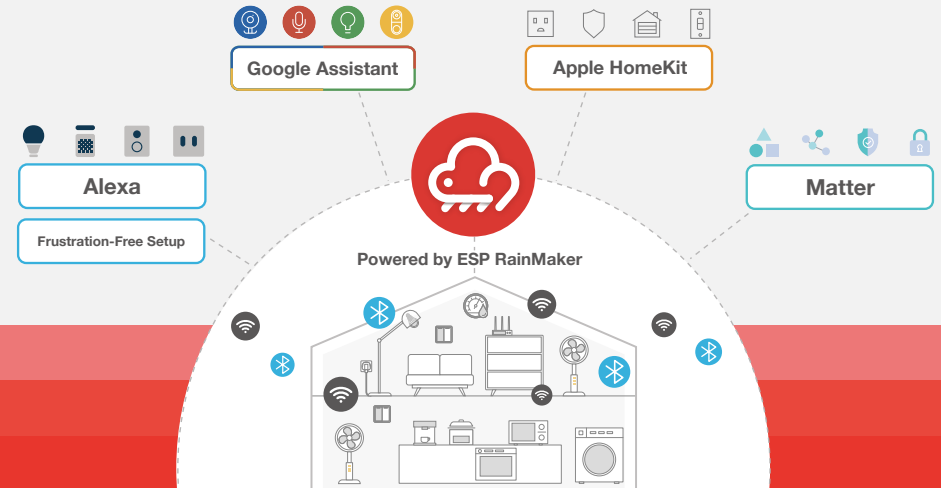 Google Assistant
Apple HomeKit
Alexa
Matter
Frustration-Free Setup
Powered by ESP RainMaker